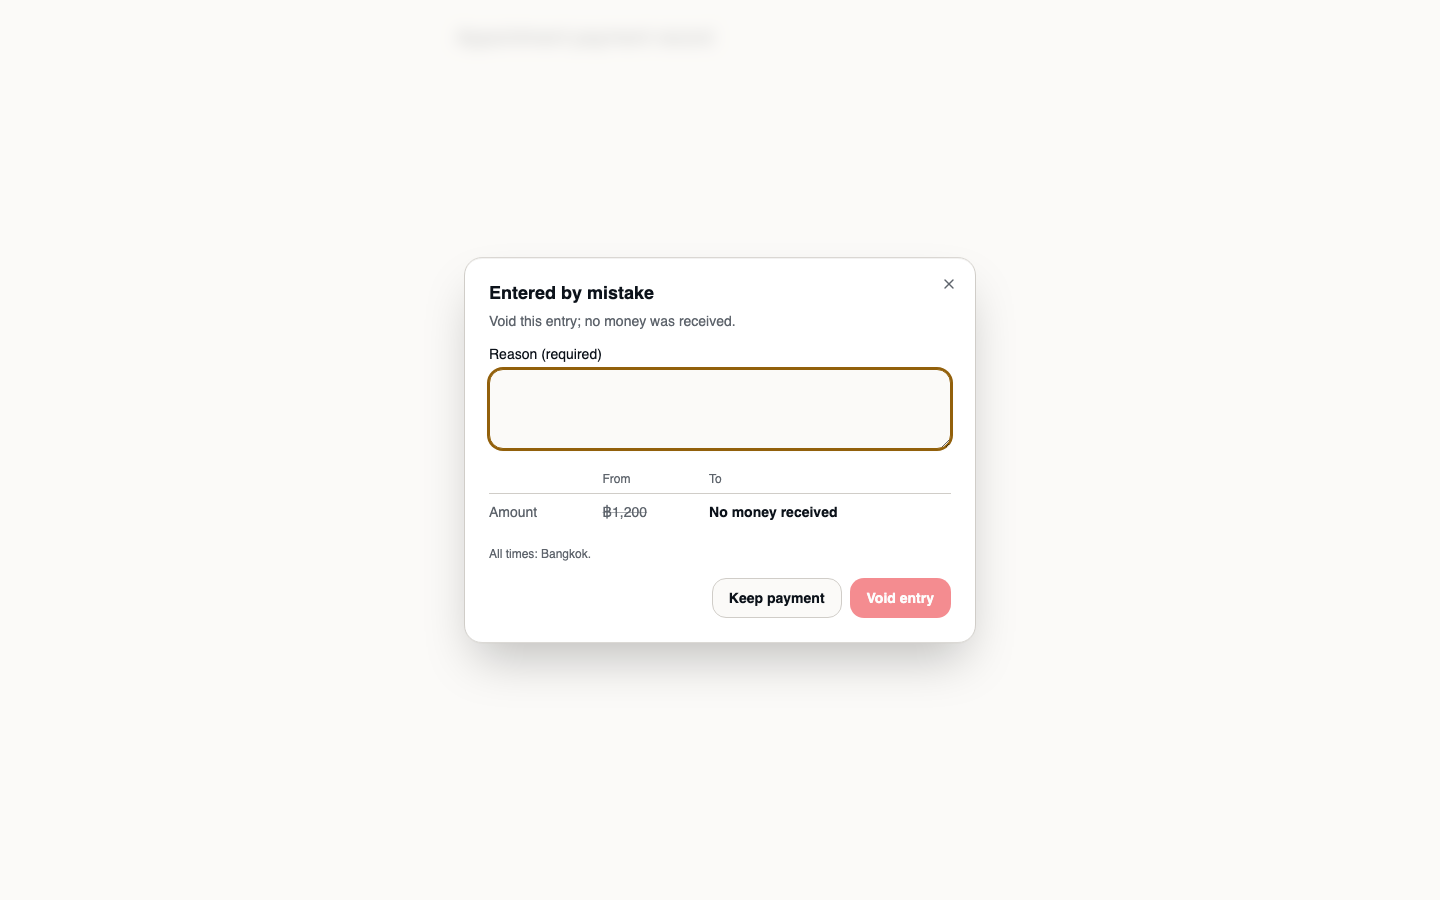 Entered by mistake
Void this entry; no money was received.
Reason (required)
From To
Amount ฿1,200 No money received
All times: Bangkok.
Keep payment Void entry